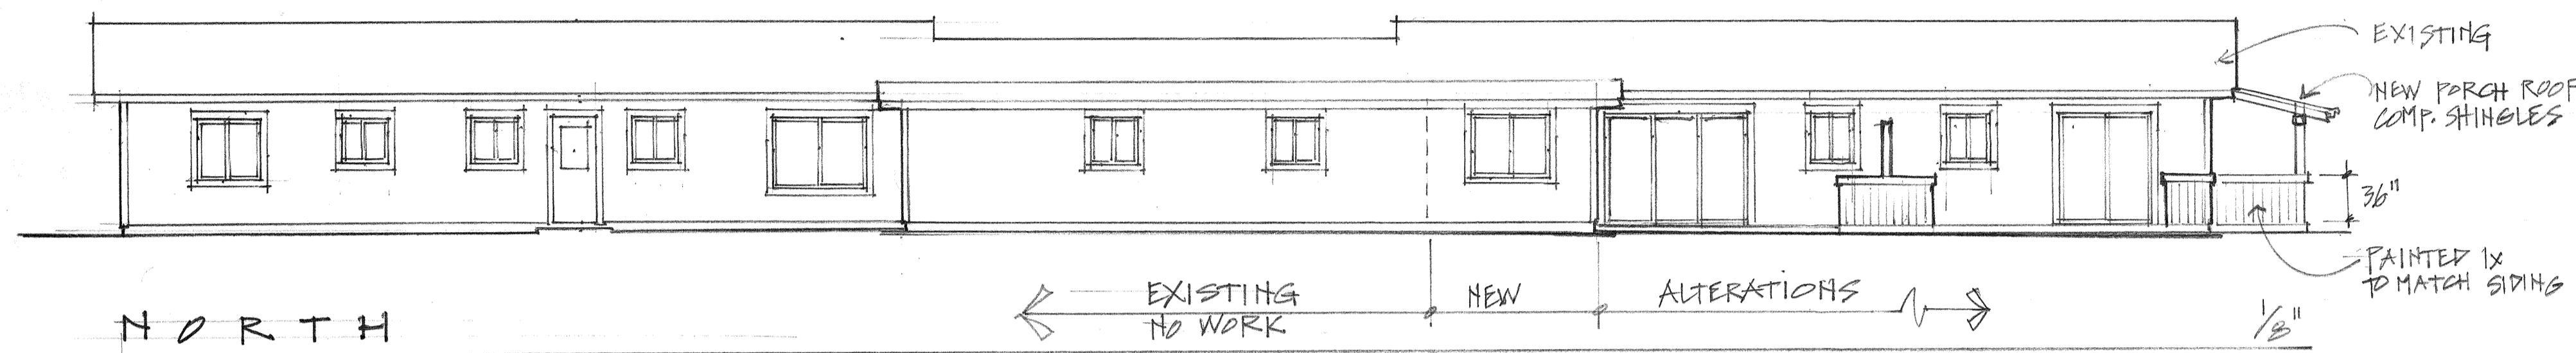 EXISTING
NEW PORCH ROOF
COMP. SHINGLES
36"
PAINTED 1x
TO MATCH SIDING
EXISTING
NO WORK
NEW
ALTERATIONS
NORTH
1/8"